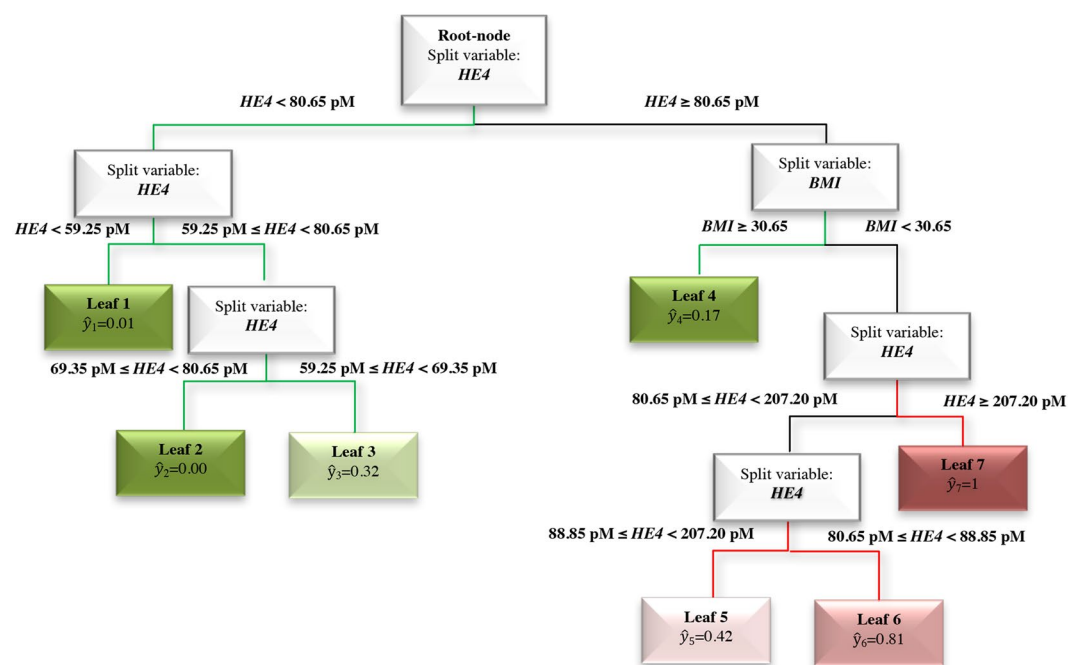 Root-node
Split variable:
HE4
HE4 < 80.65 pM
HE4 ≥ 80.65 pM
Split variable:
HE4
Split variable:
BMI
HE4 < 59.25 pM
59.25 pM ≤ HE4 < 80.65 pM
BMI ≥ 30.65
BMI < 30.65
Leaf 1
ŷ₁=0.01
Split variable:
HE4
Leaf 4
ŷ₄=0.17
Split variable:
HE4
69.35 pM ≤ HE4 < 80.65 pM
59.25 pM ≤ HE4 < 69.35 pM
80.65 pM ≤ HE4 < 207.20 pM
HE4 ≥ 207.20 pM
Leaf 2
ŷ₂=0.00
Leaf 3
ŷ₃=0.32
Split variable:
HE4
Leaf 7
ŷ₇=1
88.85 pM ≤ HE4 < 207.20 pM
80.65 pM ≤ HE4 < 88.85 pM
Leaf 5
ŷ₅=0.42
Leaf 6
ŷ₆=0.81